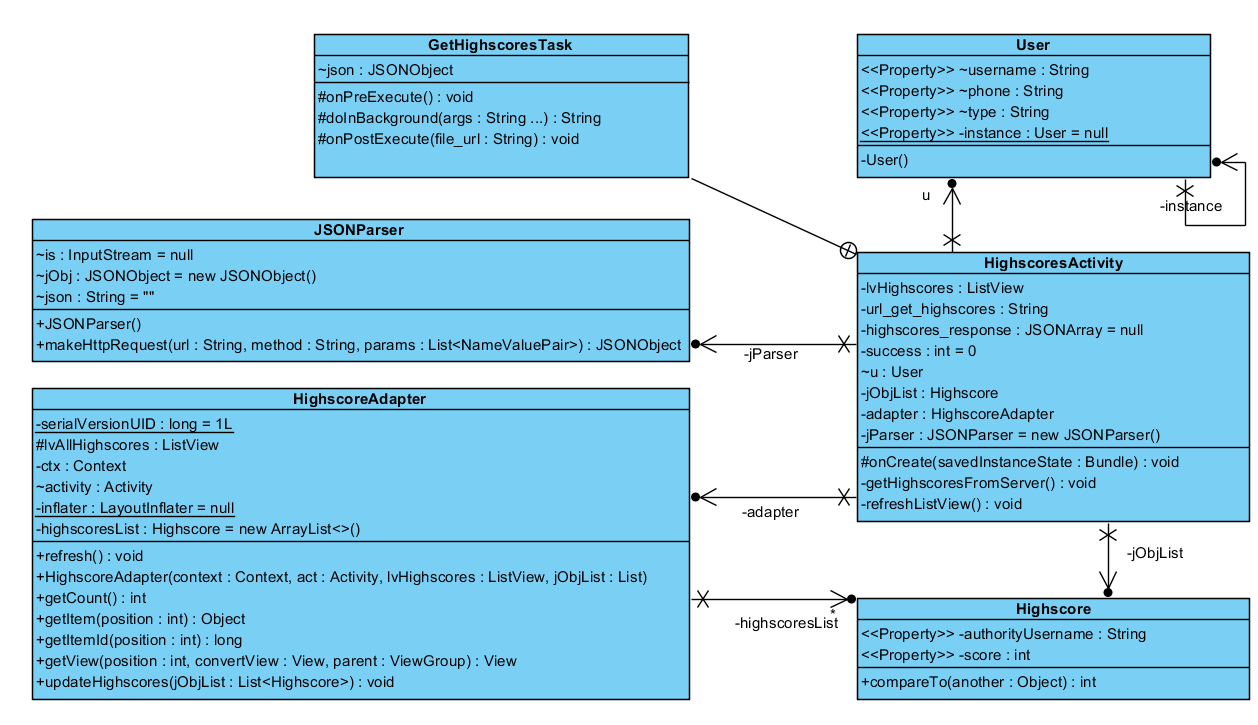 GetHighscoresTask
~json : JSONObject
#onPreExecute() : void
#doInBackground(args : String ...) : String
#onPostExecute(file_url : String) : void
User
<<Property>> ~username : String
<<Property>> ~phone : String
<<Property>> ~type : String
<<Property>> -instance : User = null
-User()
u
-instance
JSONParser
~is : InputStream = null
~jObj : JSONObject = new JSONObject()
~json : String = ""
+JSONParser()
+makeHttpRequest(url : String, method : String, params : List<NameValuePair>) : JSONObject
-jParser
HighscoresActivity
-lvHighscores : ListView
-url_get_highscores : String
-highscores_response : JSONArray = null
-success : int = 0
~u : User
-jObjList : Highscore
-adapter : HighscoreAdapter
-jParser : JSONParser = new JSONParser()
#onCreate(savedInstanceState : Bundle) : void
-getHighscoresFromServer() : void
-refreshListView() : void
HighscoreAdapter
-serialVersionUID : long = 1L
#lvAllHighscores : ListView
-ctx : Context
~activity : Activity
-inflater : LayoutInflater = null
-highscoresList : Highscore = new ArrayList<>()
+refresh() : void
+HighscoreAdapter(context : Context, act : Activity, lvHighscores : ListView, jObjList : List)
+getCount() : int
+getItem(position : int) : Object
+getItemId(position : int) : long
+getView(position : int, convertView : View, parent : ViewGroup) : View
+updateHighscores(jObjList : List<Highscore>) : void
-adapter
-jObjList
*
-highscoresList
Highscore
<<Property>> -authorityUsername : String
<<Property>> -score : int
+compareTo(another : Object) : int